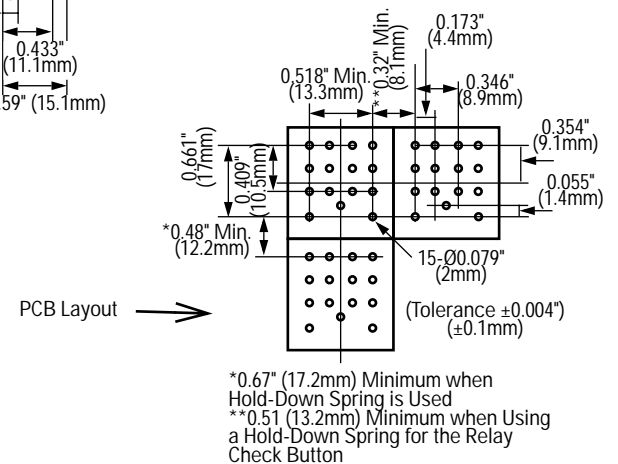 0.433"
(11.1mm)
59" (15.1mm)
0.518" Min.
(13.3mm)
**0.32" Min.
(8.1mm)
0.173"
(4.4mm)
0.346"
(8.9mm)
0.354"
(9.1mm)
0.055"
(1.4mm)
0.661"
(17mm)
0.409"
(10.5mm)
*0.48" Min.
(12.2mm)
15-Ø0.079"
(2mm)
PCB Layout
(Tolerance ±0.004")
(±0.1mm)
*0.67" (17.2mm) Minimum when
Hold-Down Spring is Used
**0.51 (13.2mm) Minimum when Using
a Hold-Down Spring for the Relay
Check Button